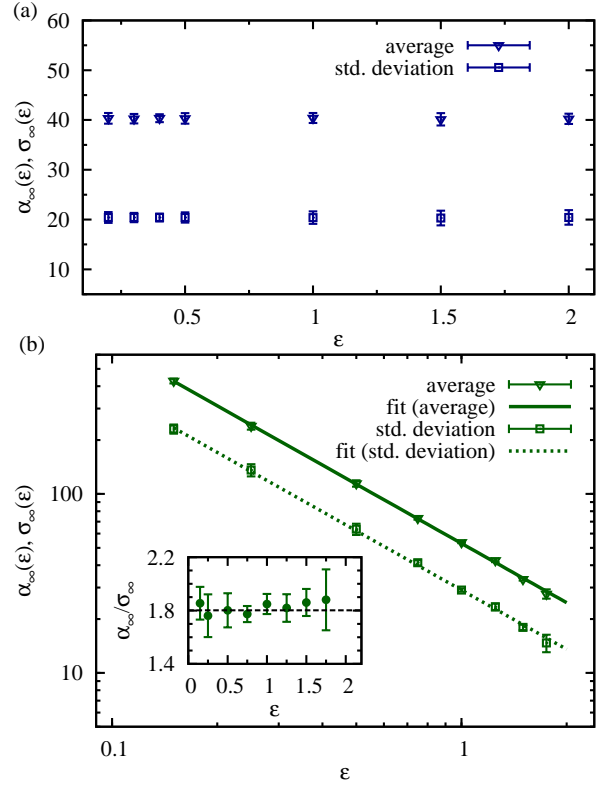 (a)
60
50
40
30
20
10
α∞(ε), σ∞(ε)
average
std. deviation
0.5
1
1.5
2
ε
(b)
average
fit (average)
std. deviation
fit (std. deviation)
100
10
α∞(ε), σ∞(ε)
2.2
1.8
1.4
α∞/σ∞
0
0.5
1
1.5
2
ε
0.1
1
ε